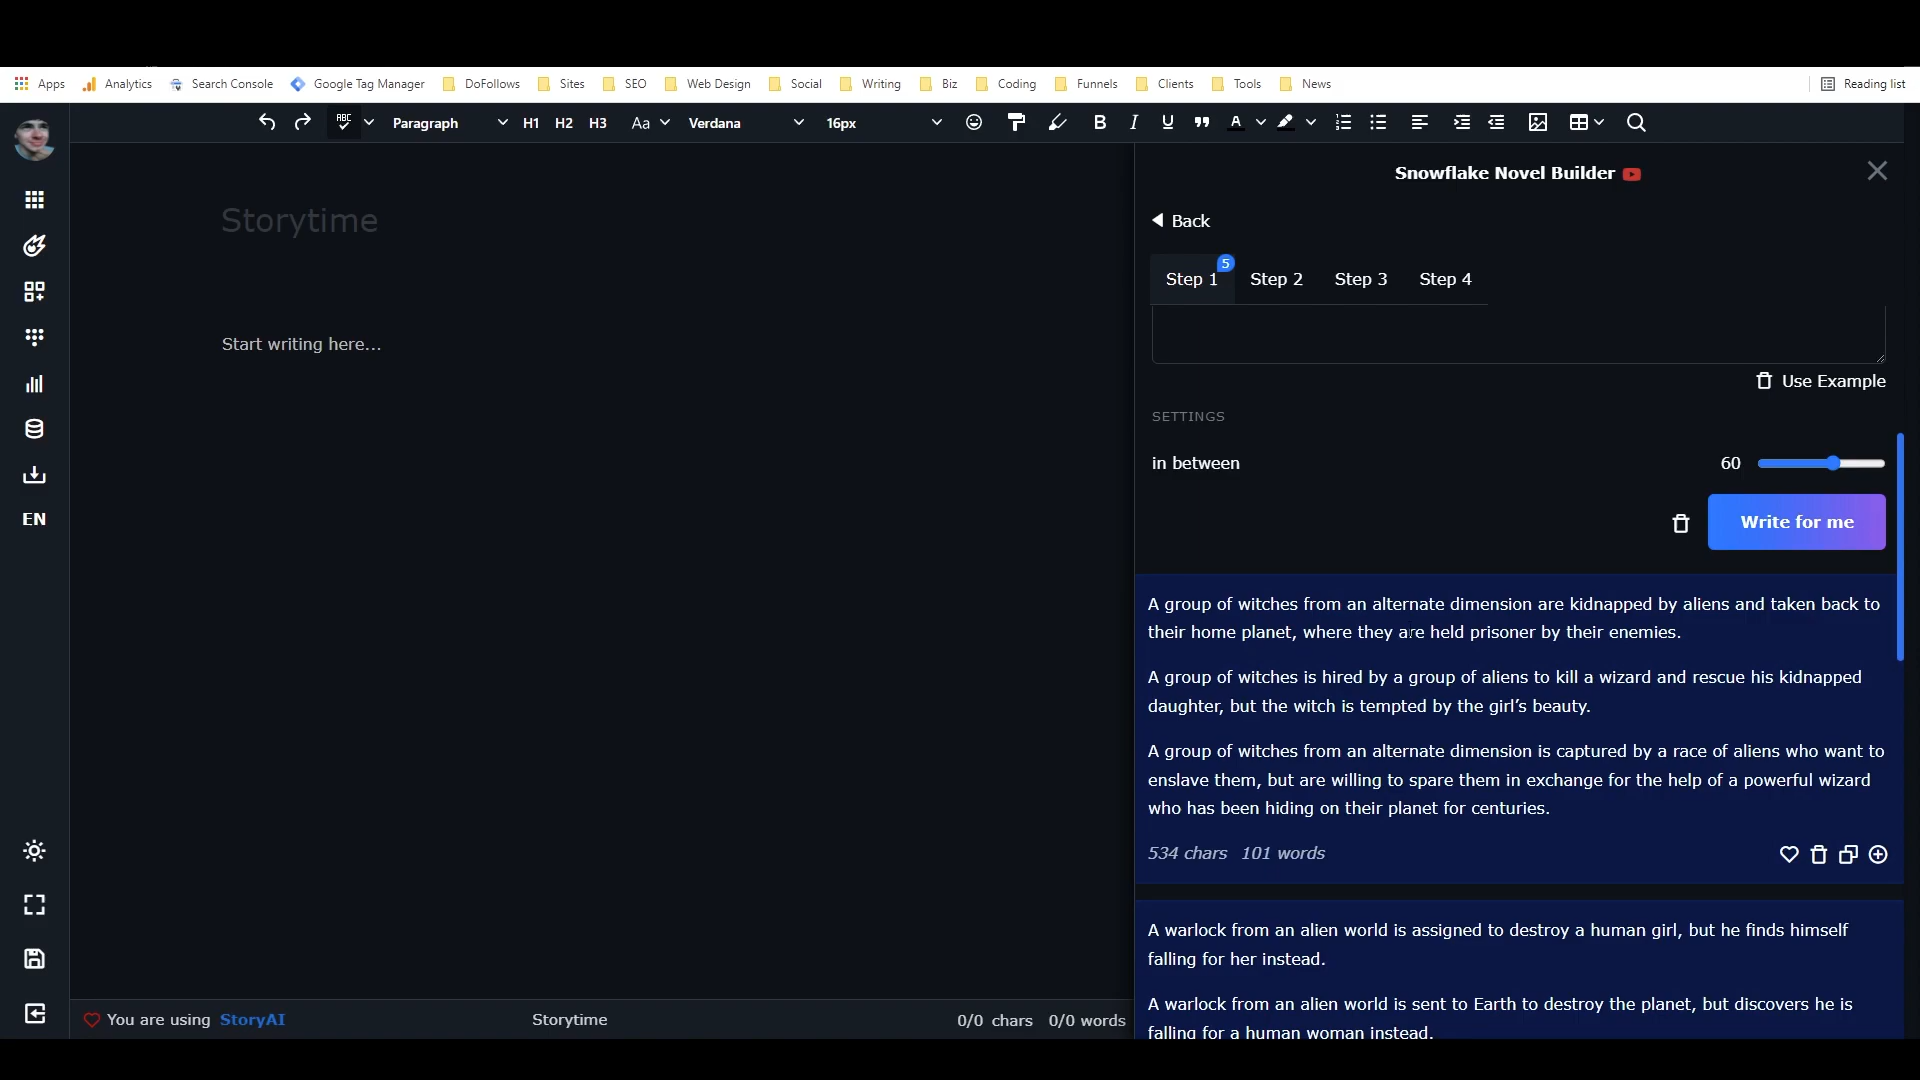 Apps Analytics Search Console Google Tag Manager DoFollows Sites SEO Web Design Social Writing Biz Coding Funnels Clients Tools News Reading list
ABC Paragraph H1 H2 H3 Aa Verdana 16px B I U A
Snowflake Novel Builder
Back
Step 1 5 Step 2 Step 3 Step 4
Use Example
SETTINGS
in between 60
Write for me
A group of witches from an alternate dimension are kidnapped by aliens and taken back to
their home planet, where they are held prisoner by their enemies.
A group of witches is hired by a group of aliens to kill a wizard and rescue his kidnapped
daughter, but the witch is tempted by the girl's beauty.
A group of witches from an alternate dimension is captured by a race of aliens who want to
enslave them, but are willing to spare them in exchange for the help of a powerful wizard
who has been hiding on their planet for centuries.
534 chars 101 words
A warlock from an alien world is assigned to destroy a human girl, but he finds himself
falling for her instead.
A warlock from an alien world is sent to Earth to destroy the planet, but discovers he is
falling for a human woman instead.
Storytime
Start writing here...
EN
You are using StoryAI Storytime 0/0 chars 0/0 words